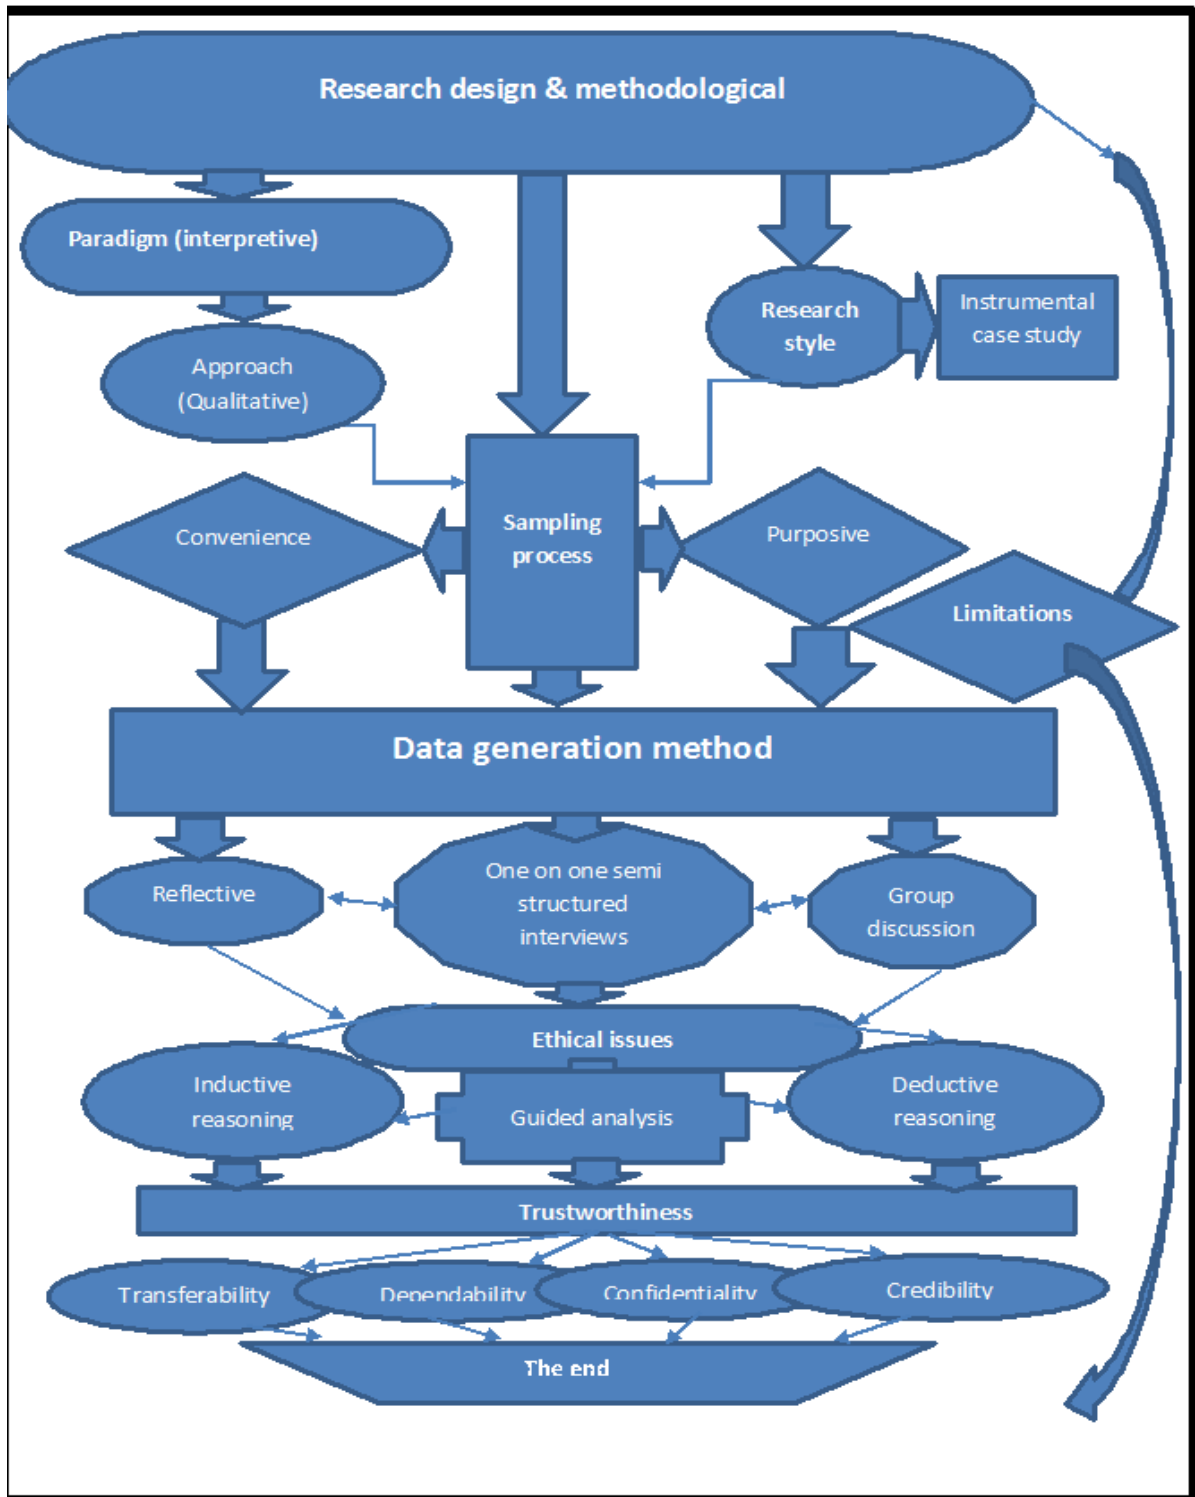 Research design & methodological
Paradigm (interpretive)
Research
style
Instrumental
case study
Approach
(Qualitative)
Sampling
process
Convenience
Purposive
Limitations
Data generation method
Reflective
One on one semi
structured
interviews
Group
discussion
Ethical issues
Inductive
reasoning
Guided analysis
Deductive
reasoning
Trustworthiness
Transferability
Dependability
Confidentiality
Credibility
The end